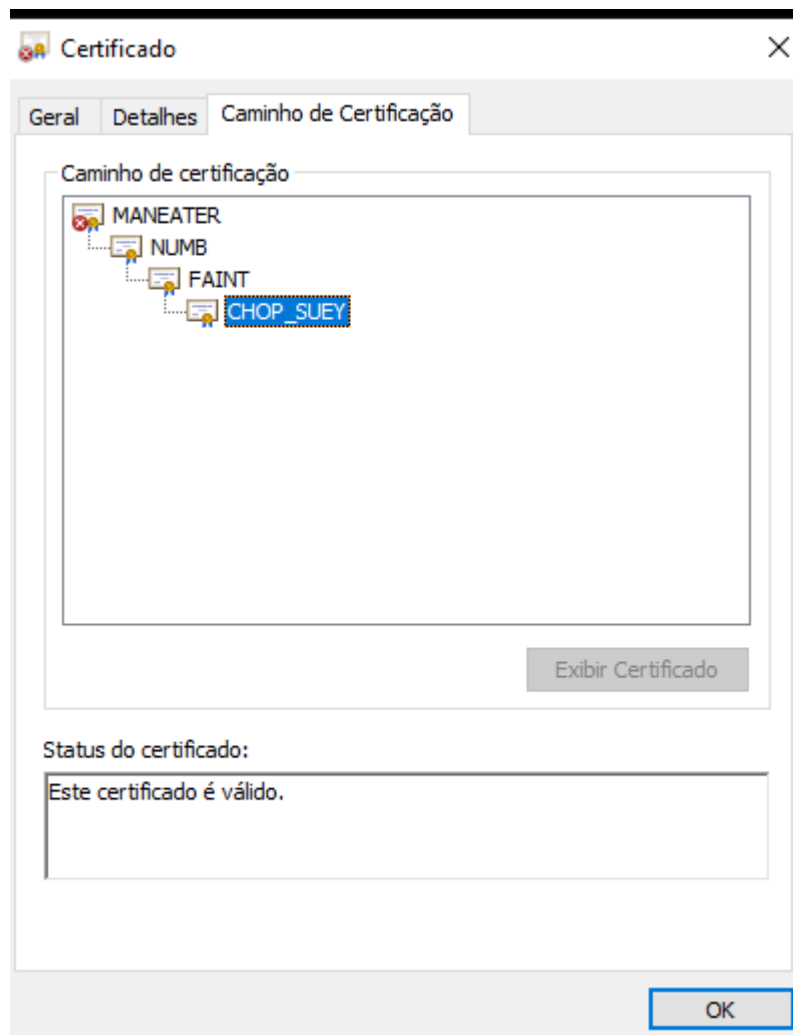 Certificado
Geral Detalhes Caminho de Certificação
Caminho de certificação
MANEATER
NUMB
FAINT
CHOP_SUEY
Exibir Certificado
Status do certificado:
Este certificado é válido.
OK